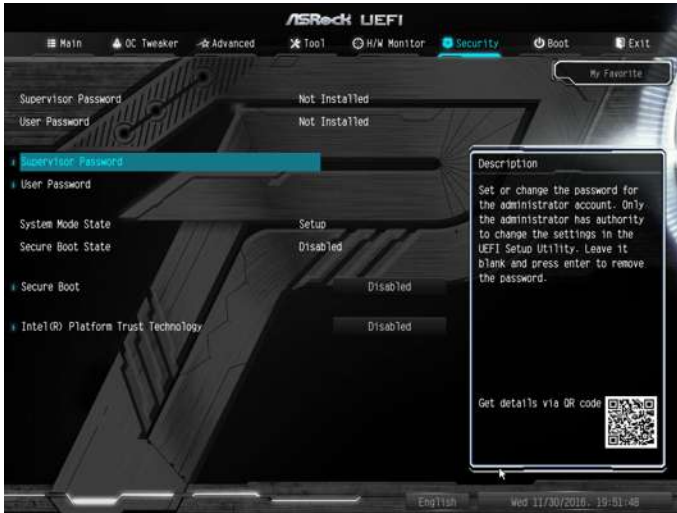 ASRock UEFI
Main OC Tweaker Advanced Tool H/W Monitor Security Boot Exit
My Favorite
Supervisor Password Not Installed
User Password Not Installed
Supervisor Password
User Password
System Mode State Setup
Secure Boot State Disabled
Secure Boot Disabled
Intel(R) Platform Trust Technology Disabled
Description
Set or change the password for
the administrator account. Only
the administrator has authority
to change the settings in the
UEFI Setup Utility. Leave it
blank and press enter to remove
the password.
Get details via QR code
English Wed 11/30/2016. 19:51:48